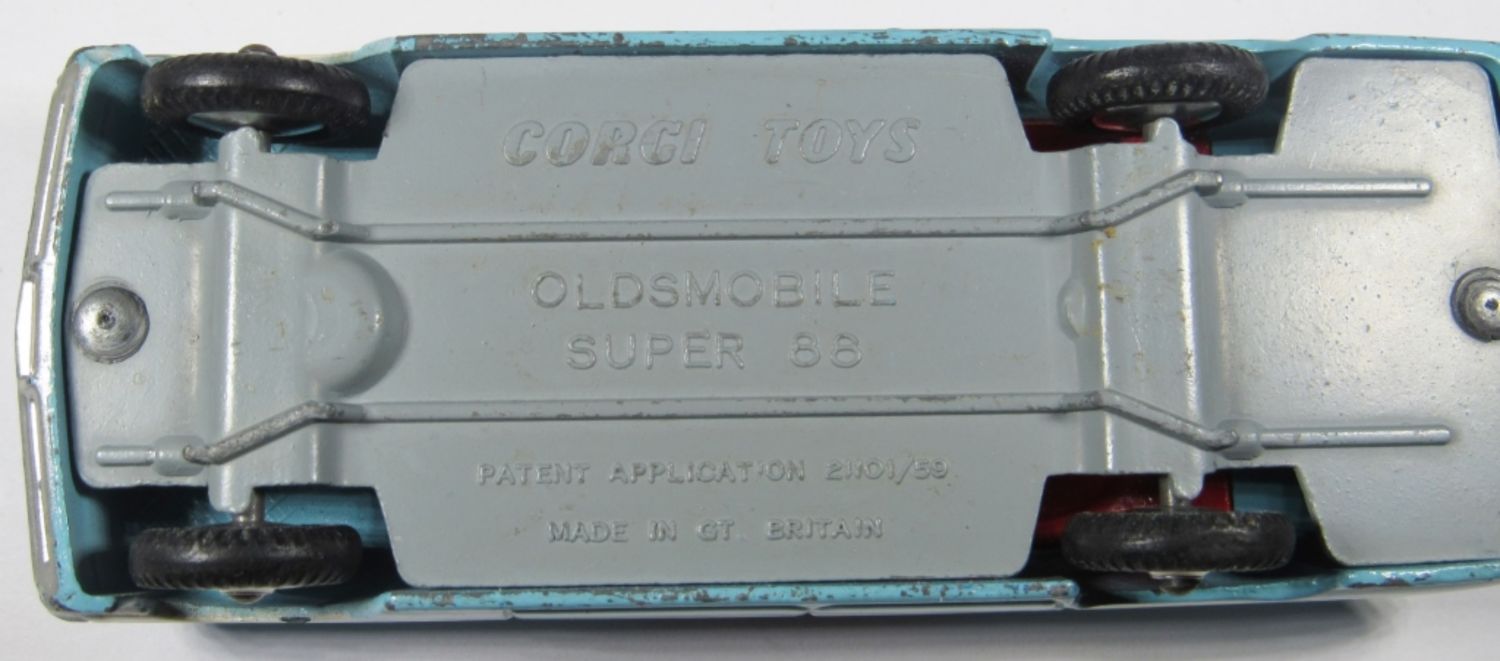 CORGI TOYS
OLDSMOBILE
SUPER 88
PATENT APPLICATION 21101/59
MADE IN GT. BRITAIN